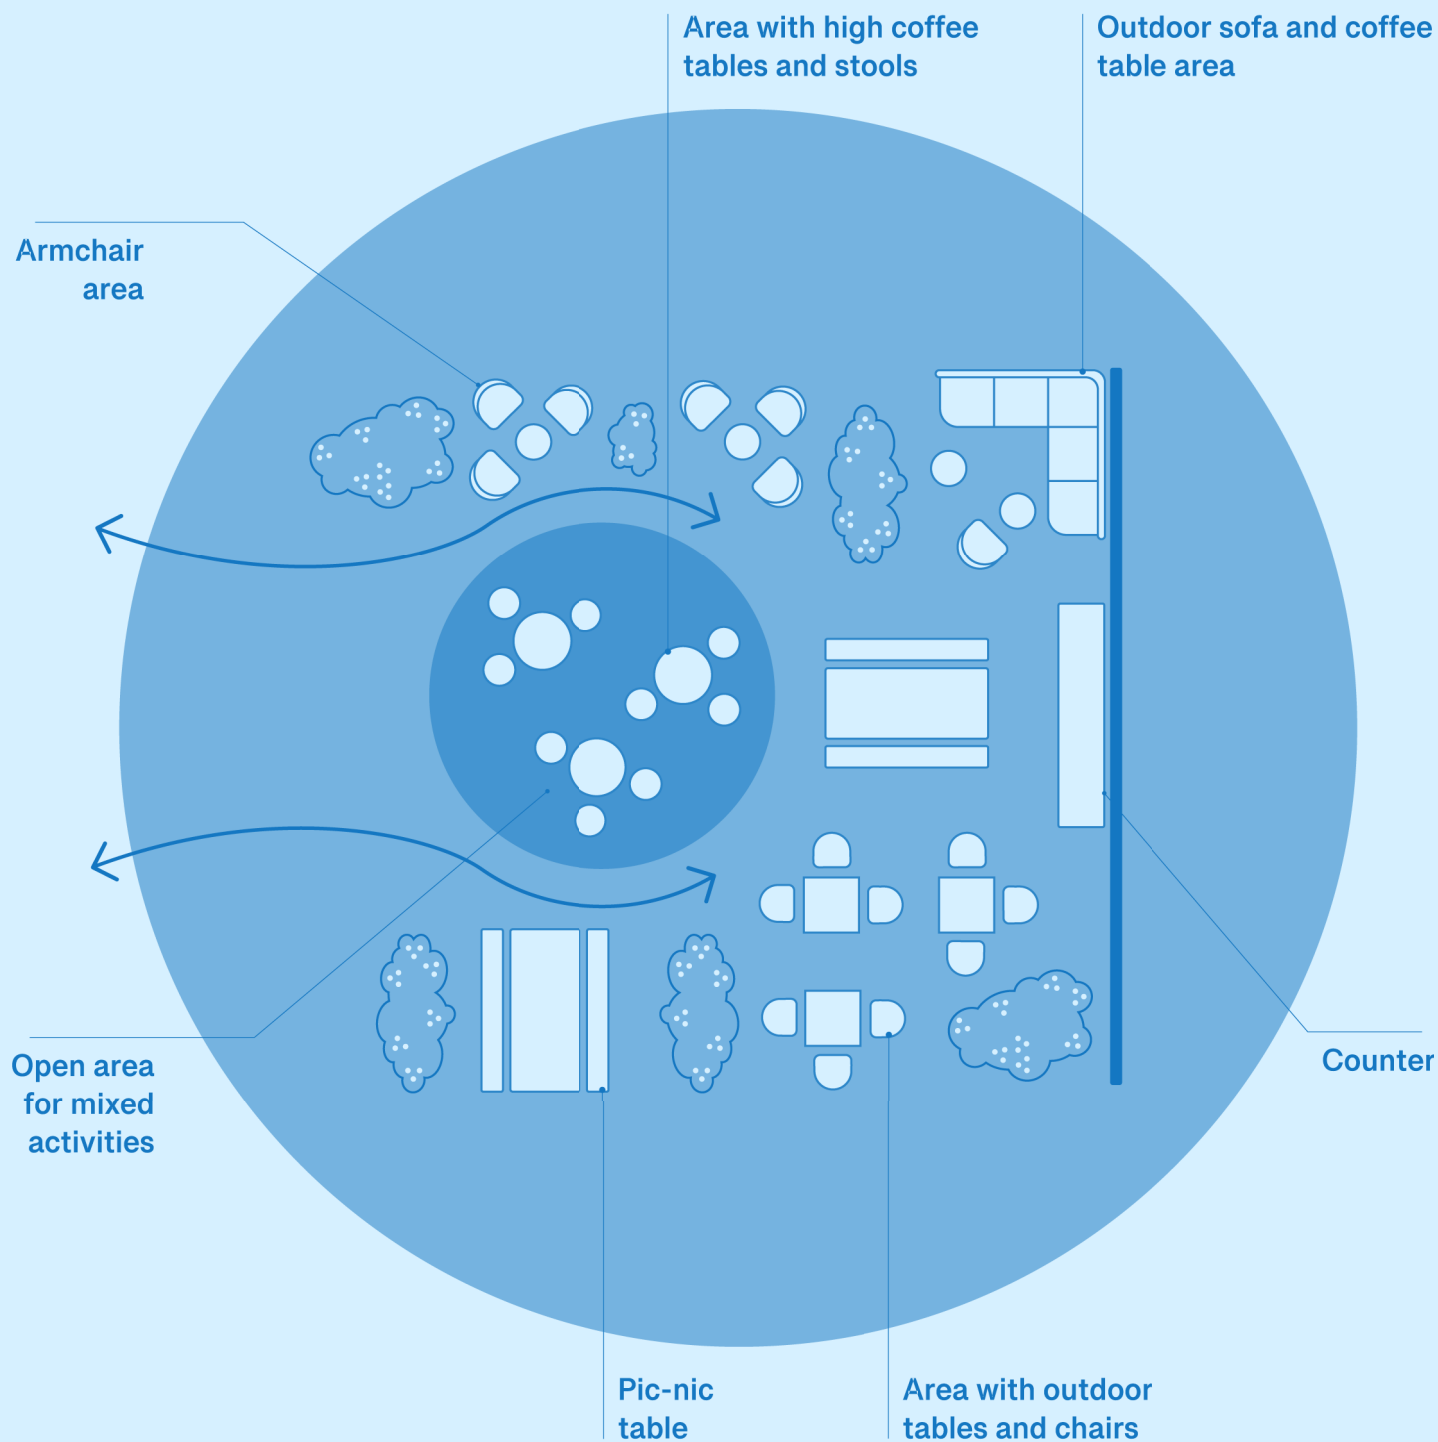 Area with high coffee
tables and stools
Outdoor sofa and coffee
table area
Armchair
area
Open area
for mixed
activities
Counter
Pic-nic
table
Area with outdoor
tables and chairs